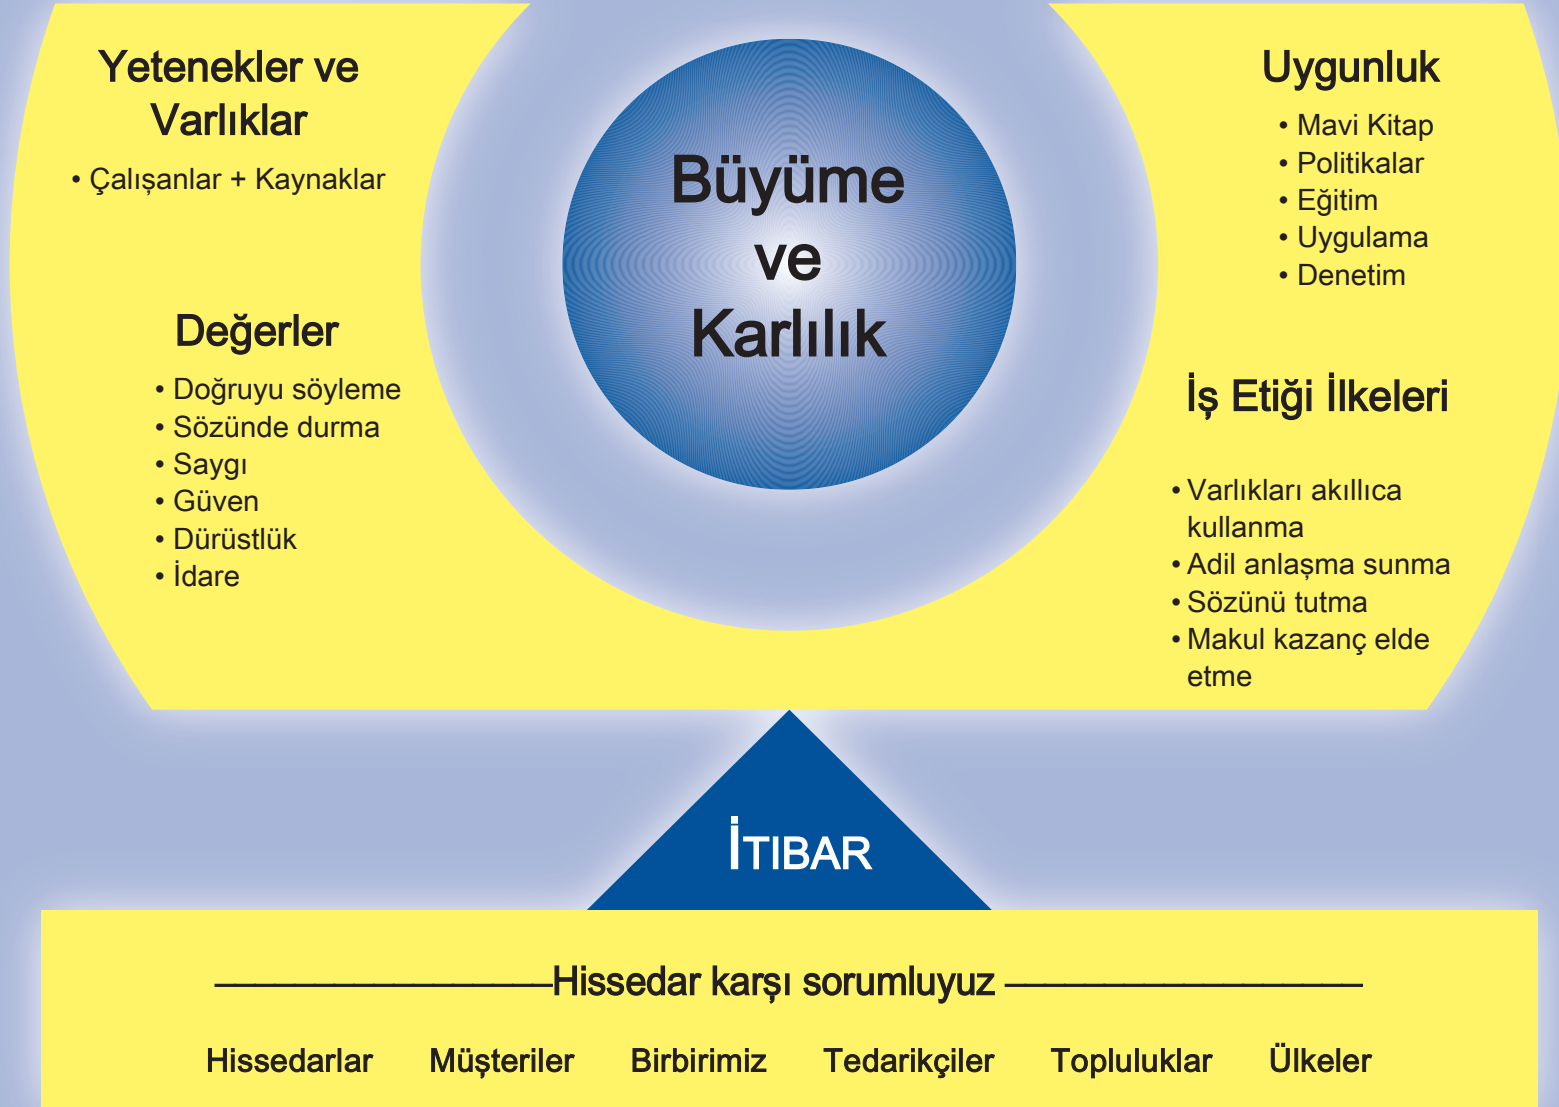 Yetenekler ve
Varlıklar
• Çalışanlar + Kaynaklar
Değerler
• Doğruyu söyleme
• Sözünde durma
• Saygı
• Güven
• Dürüstlük
• İdare
Büyüme
ve
Karlılık
Uygunluk
• Mavi Kitap
• Politikalar
• Eğitim
• Uygulama
• Denetim
İş Etiği İlkeleri
• Varlıkları akıllıca
kullanma
• Adil anlaşma sunma
• Sözünü tutma
• Makul kazanç elde
etme
İTIBAR
Hissedar karşı sorumluyuz
Hissedarlar Müşteriler Birbirimiz Tedarikçiler Topluluklar Ülkeler